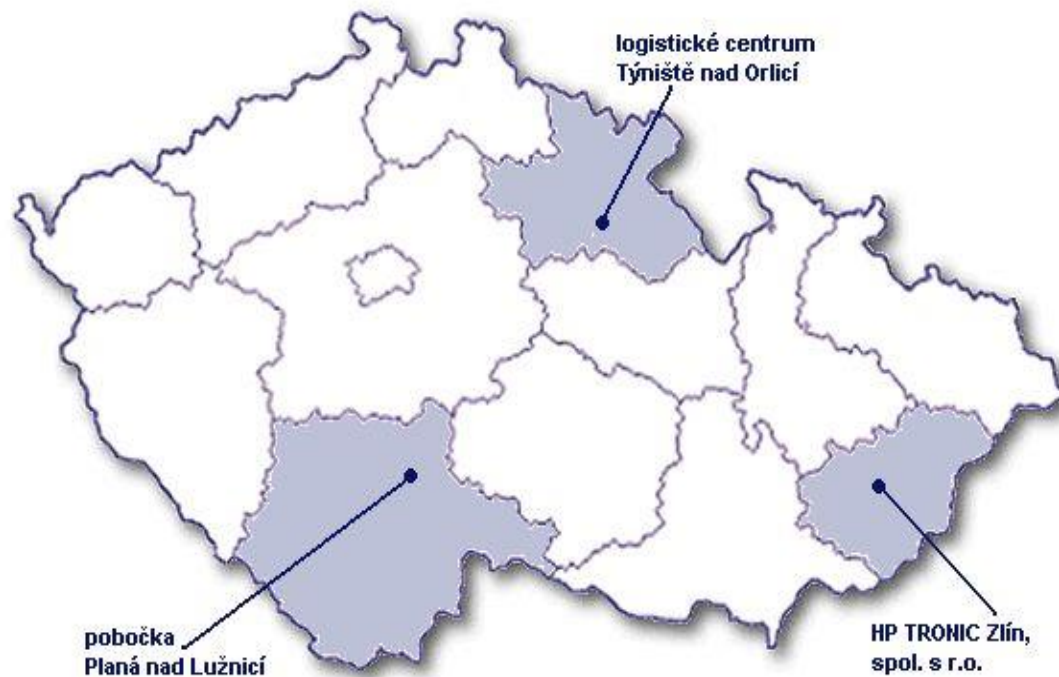 logistické centrum
Týniště nad Orlicí
pobočka
Planá nad Lužnicí
HP TRONIC Zlín,
spol. s r.o.